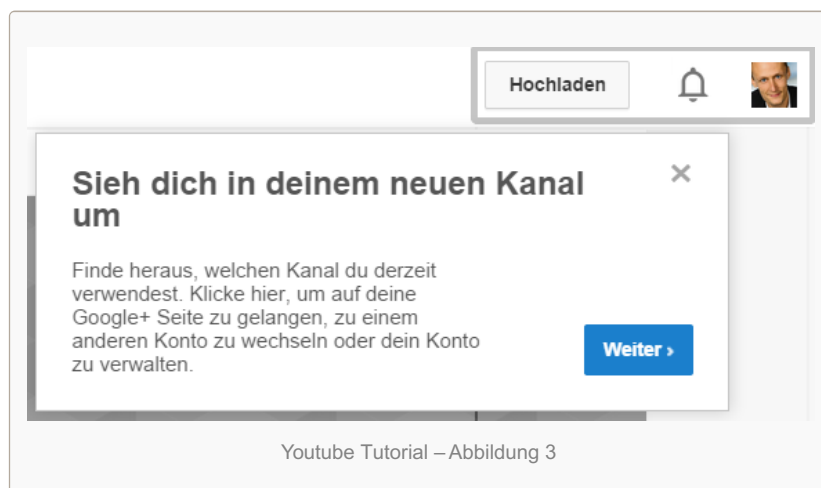 Hochladen
Sieh dich in deinem neuen Kanal
um
Finde heraus, welchen Kanal du derzeit
verwendest. Klicke hier, um auf deine
Google+ Seite zu gelangen, zu einem
anderen Konto zu wechseln oder dein Konto
zu verwalten.
Weiter ›
Youtube Tutorial – Abbildung 3